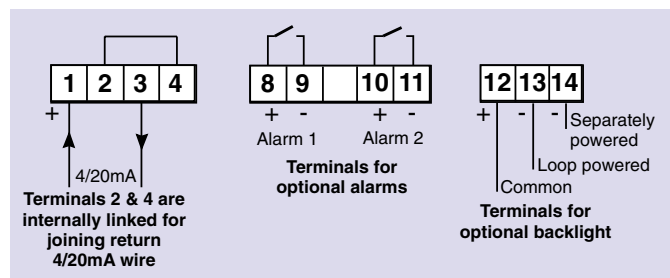 1 2 3 4
+
4/20mA
Terminals 2 & 4 are
internally linked for
joining return
4/20mA wire
8 9 10 11
+ - + -
Alarm 1 Alarm 2
Terminals for
optional alarms
12 13 14
+ - -
Separately
powered
Loop powered
Common
Terminals for
optional backlight